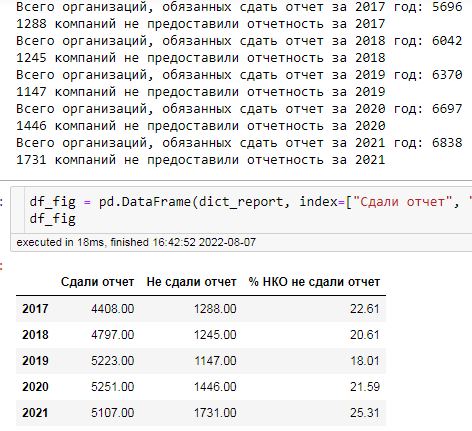 Всего организаций, обязанных сдать отчет за 2017 год: 5696
1288 компаний не предоставили отчетность за 2017
Всего организаций, обязанных сдать отчет за 2018 год: 6042
1245 компаний не предоставили отчетность за 2018
Всего организаций, обязанных сдать отчет за 2019 год: 6370
1147 компаний не предоставили отчетность за 2019
Всего организаций, обязанных сдать отчет за 2020 год: 6697
1446 компаний не предоставили отчетность за 2020
Всего организаций, обязанных сдать отчет за 2021 год: 6838
1731 компаний не предоставили отчетность за 2021
: df_fig = pd.DataFrame(dict_report, index=["Сдали отчет", "
df_fig
executed in 18ms, finished 16:42:52 2022-08-07
:
Сдали отчет Не сдали отчет % НКО не сдали отчет
2017 4408.00 1288.00 22.61
2018 4797.00 1245.00 20.61
2019 5223.00 1147.00 18.01
2020 5251.00 1446.00 21.59
2021 5107.00 1731.00 25.31